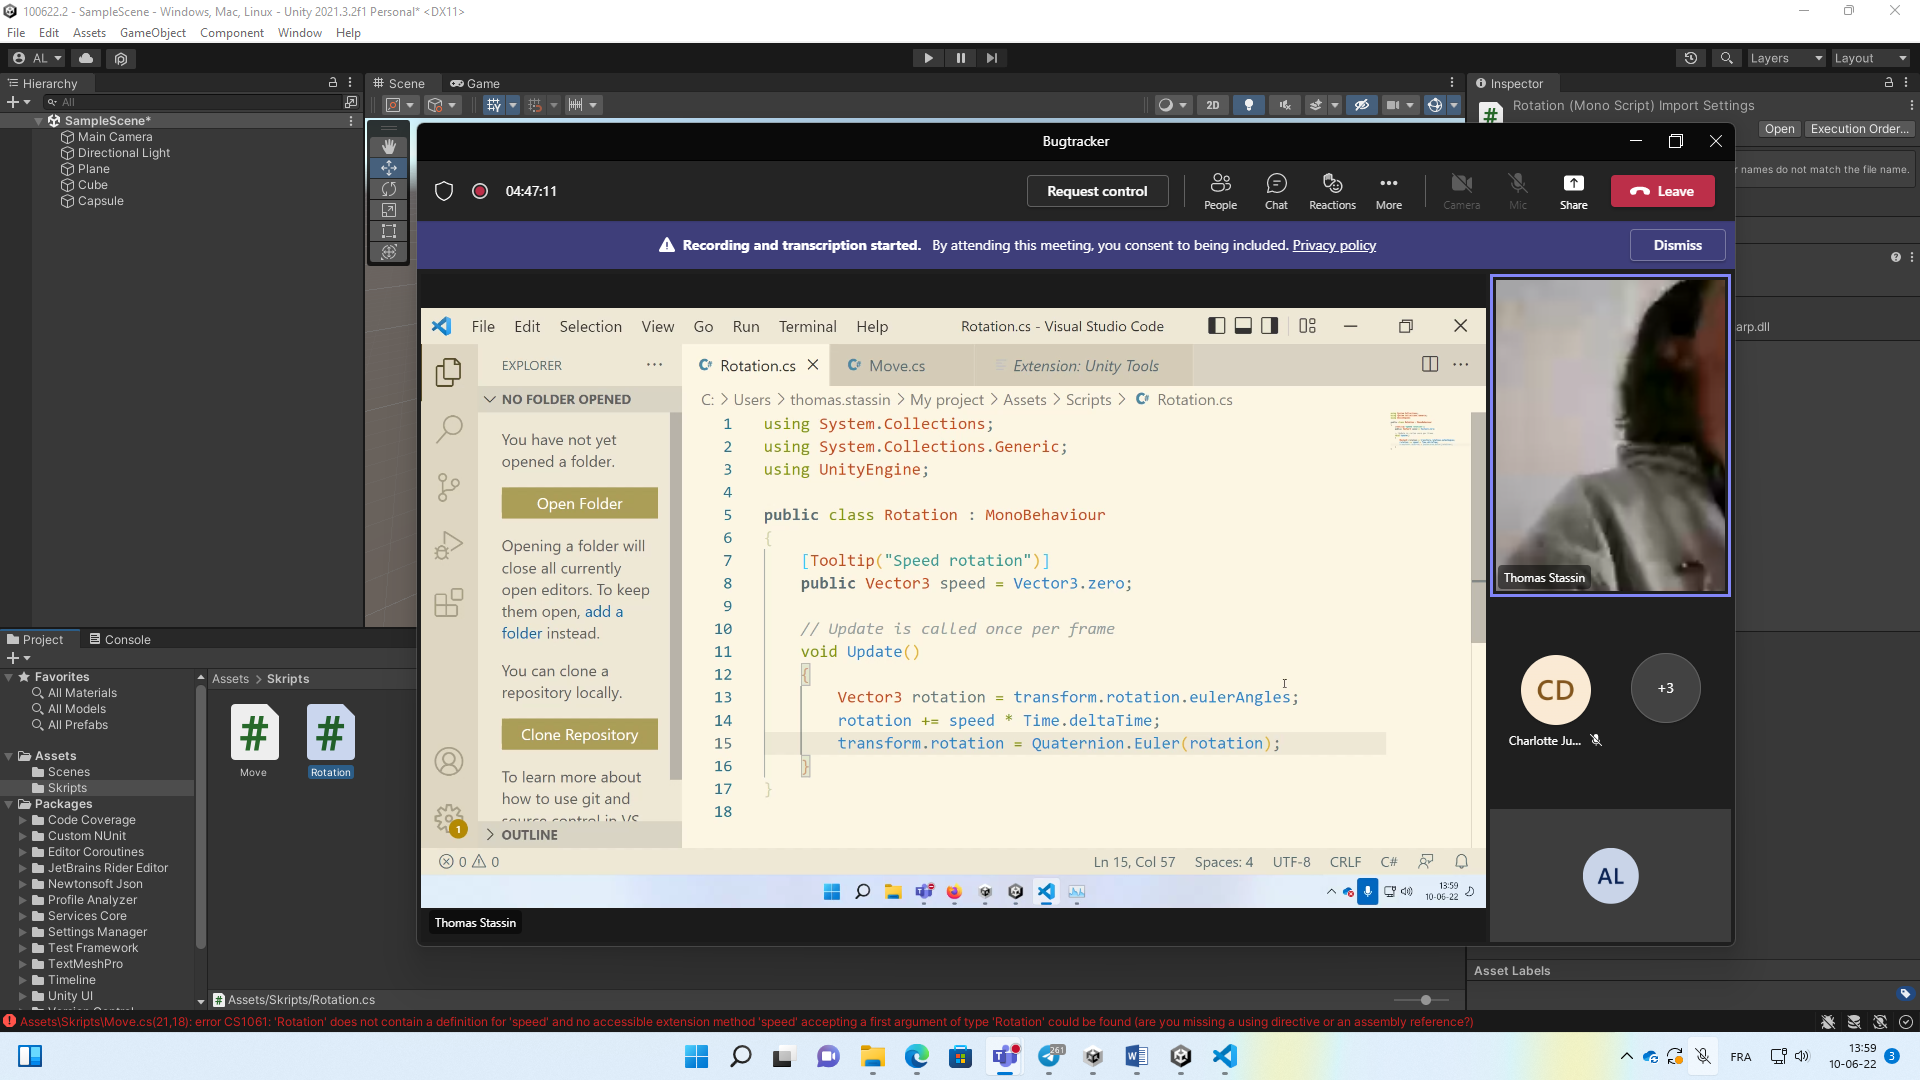 100622.2 - SampleScene - Windows, Mac, Linux - Unity 2021.3.2f1 Personal* <DX11>
File Edit Assets GameObject Component Window Help
AL
Layers Layout
Hierarchy
Scene Game
Inspector
All
2D
Rotation (Mono Script) Import Settings
Open Execution Order...
names do not match the file name.
SampleScene*
Main Camera
Directional Light
Plane
Cube
Capsule
Bugtracker
04:47:11
Request control
People Chat Reactions More Camera Mic Share Leave
Recording and transcription started. By attending this meeting, you consent to being included. Privacy policy
Dismiss
arp.dll
File Edit Selection View Go Run Terminal Help
Rotation.cs - Visual Studio Code
EXPLORER
Rotation.cs Move.cs Extension: Unity Tools
NO FOLDER OPENED
C: > Users > thomas.stassin > My project > Assets > Scripts > Rotation.cs
You have not yet
opened a folder.
Open Folder
Opening a folder will
close all currently
open editors. To keep
them open, add a
folder instead.
You can clone a
repository locally.
Clone Repository
To learn more about
how to use git and
source control in VS
OUTLINE
1 using System.Collections;
2 using System.Collections.Generic;
3 using UnityEngine;
4
5 public class Rotation : MonoBehaviour
6 {
7 [Tooltip("Speed rotation")]
8 public Vector3 speed = Vector3.zero;
9
10 // Update is called once per frame
11 void Update()
12 {
13 Vector3 rotation = transform.rotation.eulerAngles;
14 rotation += speed * Time.deltaTime;
15 transform.rotation = Quaternion.Euler(rotation);
16 }
17 }
18
1
0 0
Ln 15, Col 57 Spaces: 4 UTF-8 CRLF C#
13:59
10-06-22
Thomas Stassin
Thomas Stassin
CD
+3
Charlotte Ju...
AL
Project Console
Favorites
All Materials
All Models
All Prefabs
Assets
Scenes
Skripts
Packages
Code Coverage
Custom NUnit
Editor Coroutines
JetBrains Rider Editor
Newtonsoft Json
Profile Analyzer
Services Core
Settings Manager
Test Framework
TextMeshPro
Timeline
Unity UI
Assets > Skripts
Move
Rotation
Assets/Skripts/Rotation.cs
Asset Labels
Assets\Skripts\Move.cs(21,18): error CS1061: 'Rotation' does not contain a definition for 'speed' and no accessible extension method 'speed' accepting a first argument of type 'Rotation' could be found (are you missing a using directive or an assembly reference?)
261
FRA
13:59
10-06-22
3